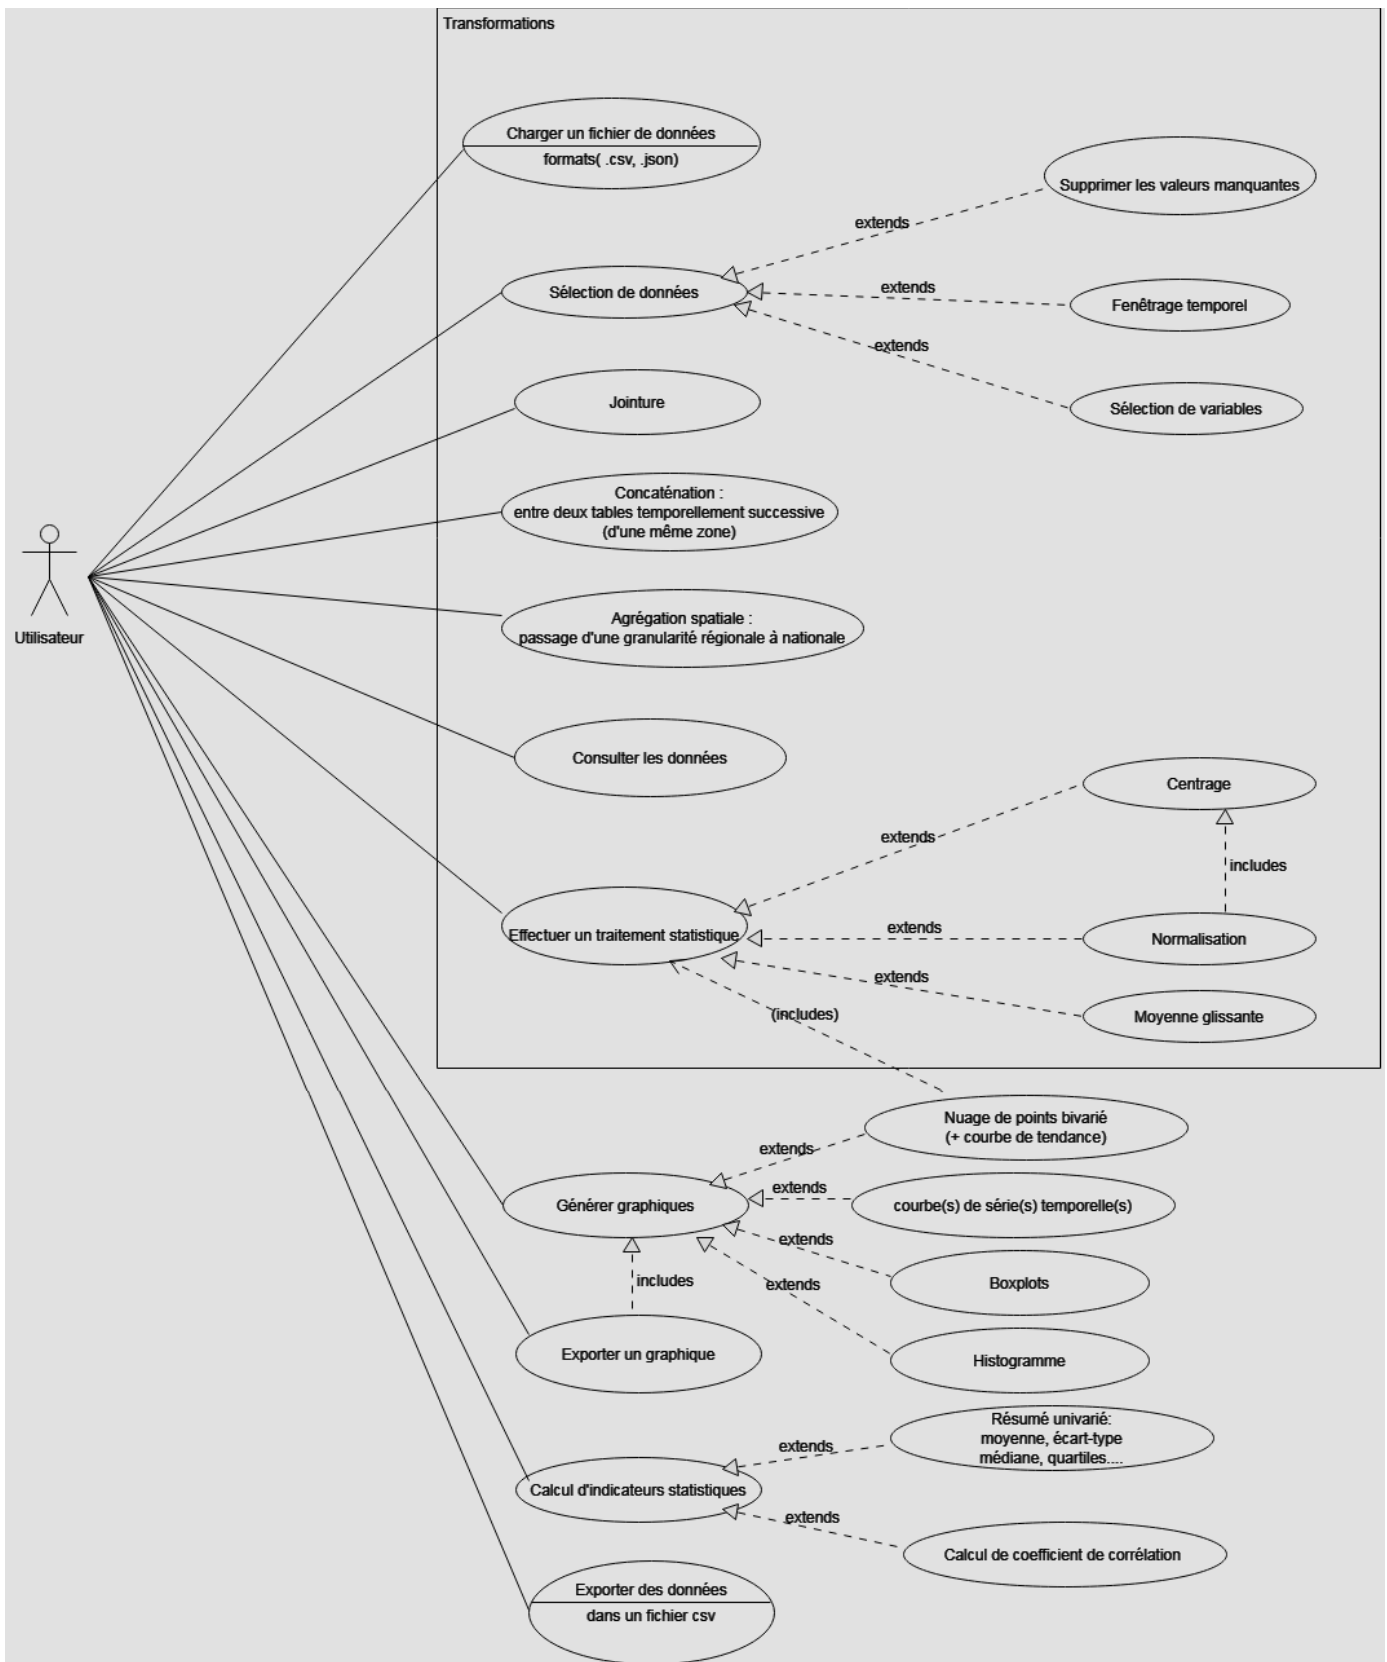 Transformations
Charger un fichier de données
formats( .csv, .json)
Supprimer les valeurs manquantes
extends
Sélection de données
extends
Fenêtrage temporel
extends
Jointure
Sélection de variables
Concaténation :
entre deux tables temporellement successive
(d'une même zone)
Utilisateur
Agrégation spatiale :
passage d'une granularité régionale à nationale
Consulter les données
Centrage
extends
includes
Effectuer un traitement statistique
extends
Normalisation
extends
Moyenne glissante
(includes)
Nuage de points bivarié
(+ courbe de tendance)
extends
Générer graphiques
extends
courbe(s) de série(s) temporelle(s)
extends
Boxplots
includes
extends
Exporter un graphique
Histogramme
Résumé univarié:
moyenne, écart-type
médiane, quartiles....
extends
Calcul d'indicateurs statistiques
extends
Calcul de coefficient de corrélation
Exporter des données
dans un fichier csv